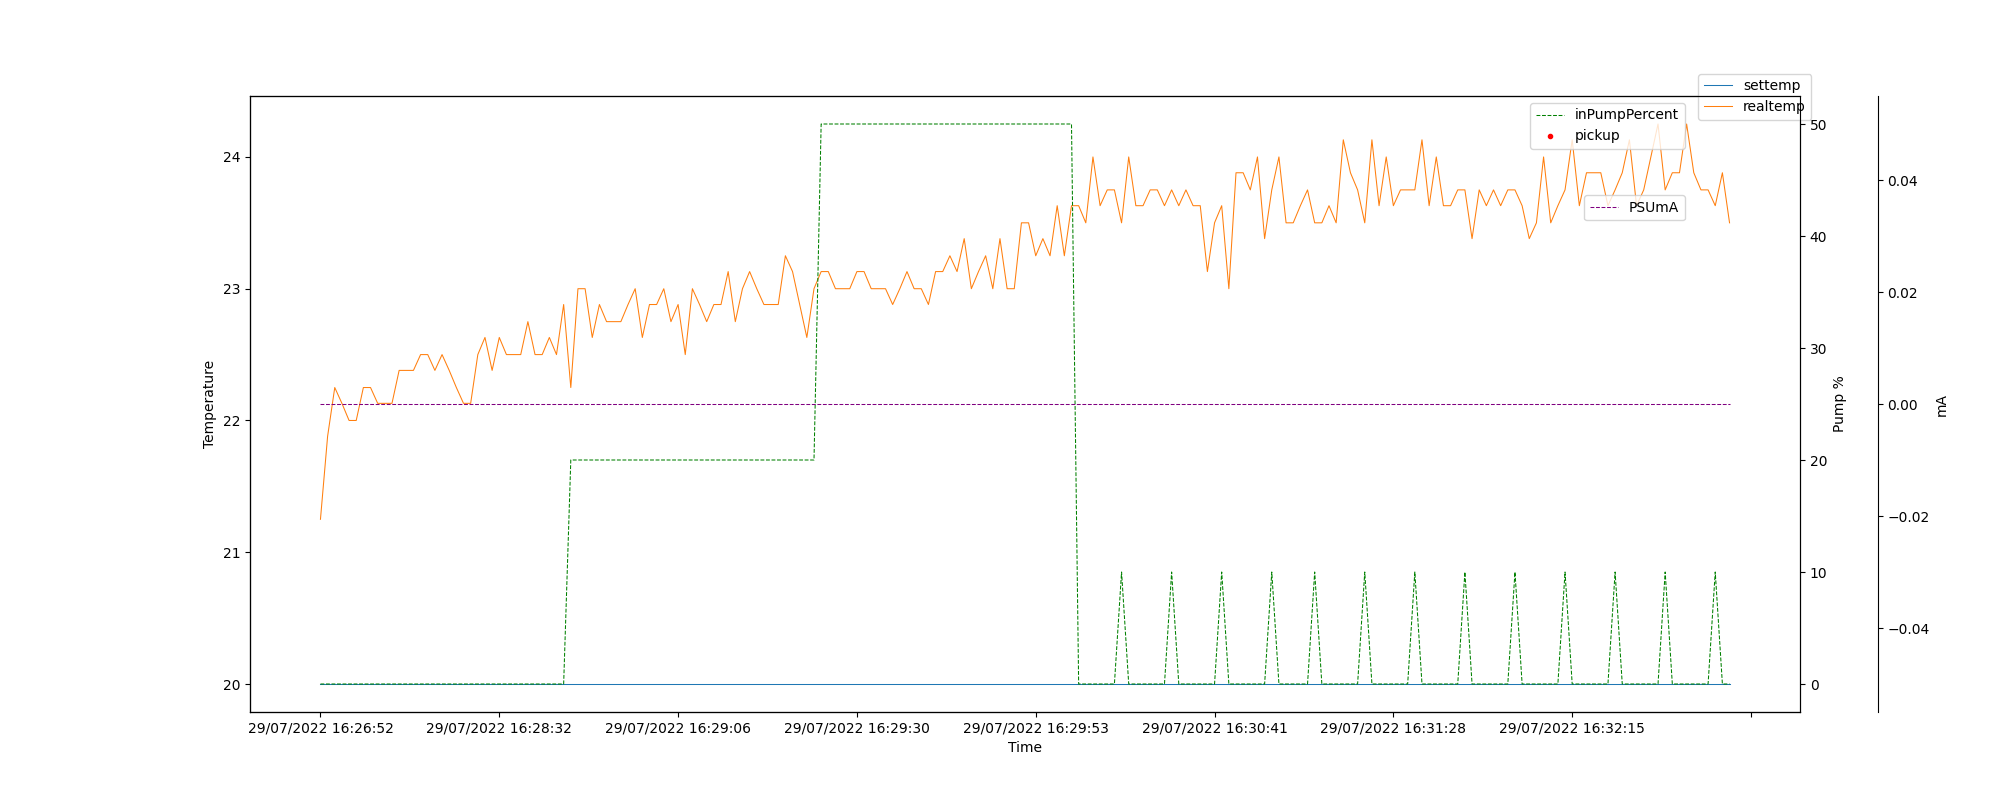 settemp
realtemp
inPumpPercent
pickup
PSUmA
24
23
22
21
20
Temperature
50
40
30
20
10
0
Pump %
0.04
0.02
0.00
−0.02
−0.04
mA
29/07/2022 16:26:52
29/07/2022 16:28:32
29/07/2022 16:29:06
29/07/2022 16:29:30
29/07/2022 16:29:53
29/07/2022 16:30:41
29/07/2022 16:31:28
29/07/2022 16:32:15
Time